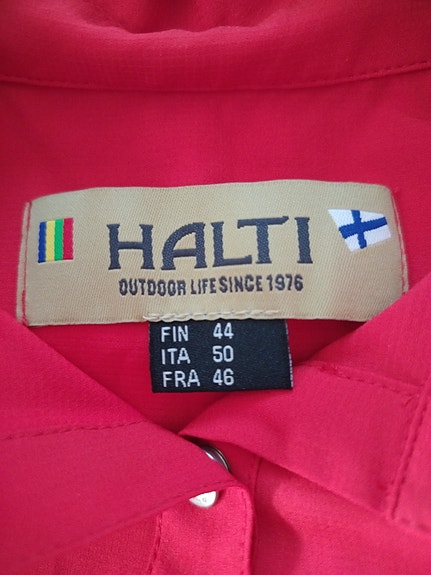 HALTI
OUTDOOR LIFE SINCE 1976
FIN 44
ITA 50
FRA 46